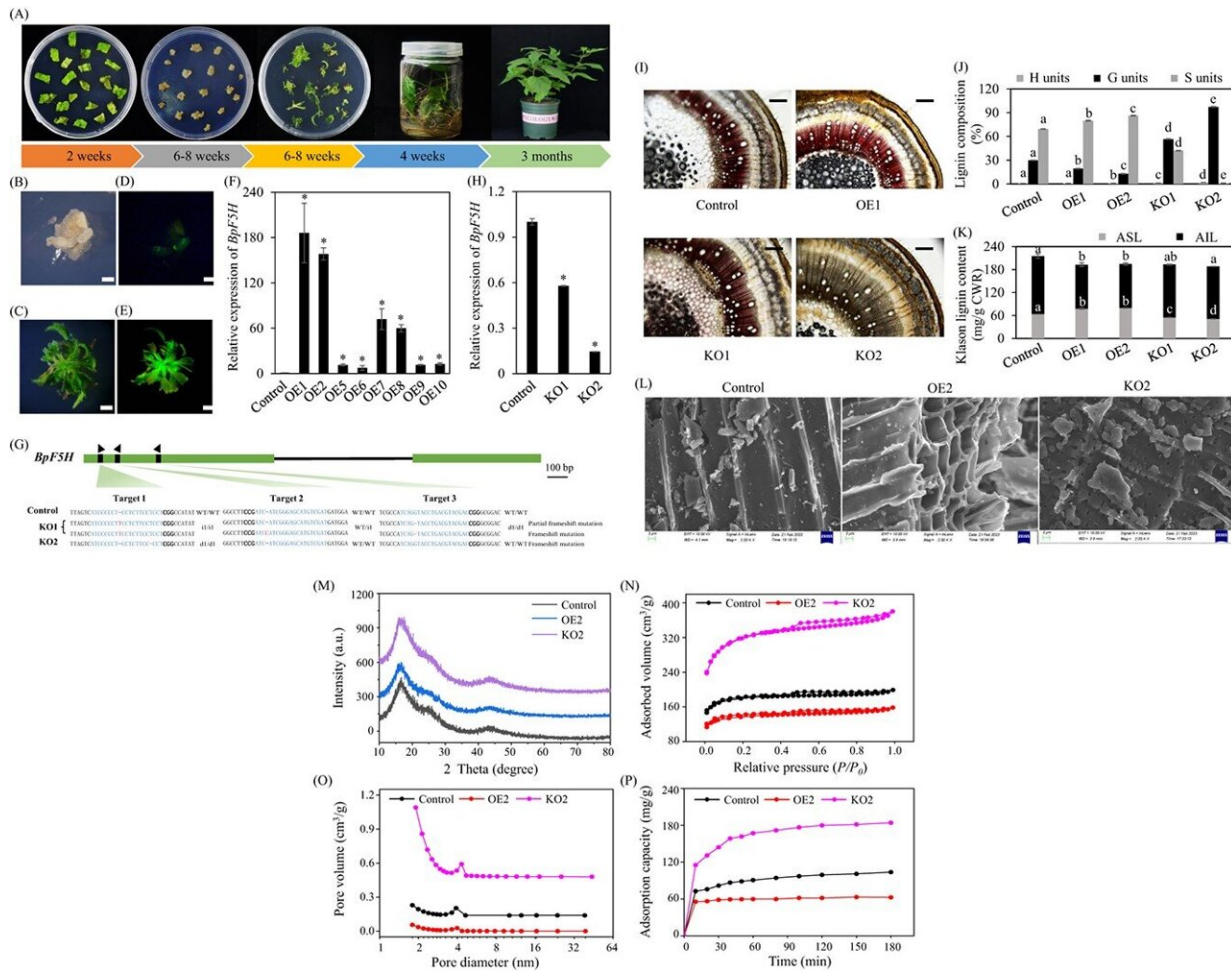 (A)
2 weeks
6-8 weeks
6-8 weeks
4 weeks
3 months
(B)
(D)
(C)
(E)
(F)
Relative expression of BpF5H
240
180
120
60
0
* * * * * * * *
Control OE1 OE2 OE5 OE6 OE7 OE8 OE9 OE10
(H)
Relative expression of BpF5H
1.2
0.9
0.6
0.3
0
* *
Control KO1 KO2
(G)
BpF5H
100 bp
Target 1 Target 2 Target 3
Control
KO1
KO2
WT/WT WT/WT WT/WT
Partial frameshift mutation
Frameshift mutation
Frameshift mutation
(I)
Control
OE1
KO1
KO2
(J)
H units G units S units
Lignin composition
(%)
120
90
60
30
0
a a a
a b b
b c c
c d d
d e e
Control OE1 OE2 KO1 KO2
(K)
ASL AIL
Klason lignin content
(mg/g CWR)
240
180
120
60
0
a b b b a
a b b c d
Control OE1 OE2 KO1 KO2
(L)
Control
OE2
KO2
ZEISS
ZEISS
ZEISS
(M)
Intensity (a.u.)
1200
900
600
300
0
Control
OE2
KO2
10 20 30 40 50 60 70 80
2 Theta (degree)
(N)
Adsorbed volume (cm³/g)
400
320
240
160
80
Control OE2 KO2
0.0 0.2 0.4 0.6 0.8 1.0
Relative pressure (P/P₀)
(O)
Pore volume (cm³/g)
1.2
0.9
0.6
0.3
0.0
Control OE2 KO2
1 2 4 8 16 32 64
Pore diameter (nm)
(P)
Adsorption capacity (mg/g)
240
180
120
60
0
Control OE2 KO2
0 30 60 90 120 150 180
Time (min)